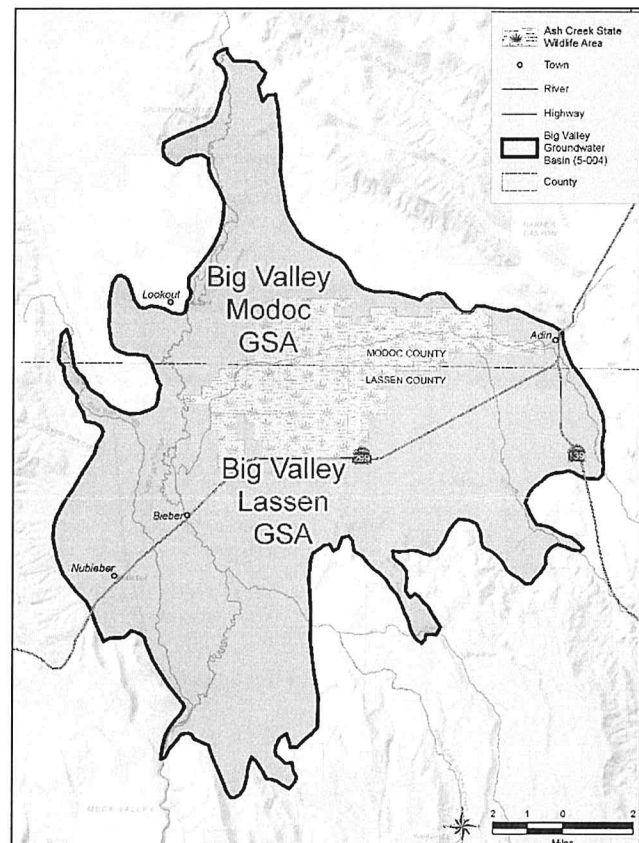 Ash Creek State
Wildlife Area
Town
River
Highway
Big Valley
Groundwater
Basin (5-004)
County
Lookout
Big Valley
Modoc
GSA
Adin
MODOC COUNTY
LASSEN COUNTY
299
139
Big Valley
Lassen
GSA
Bieber
Nubieber
2 1 0 2
Miles